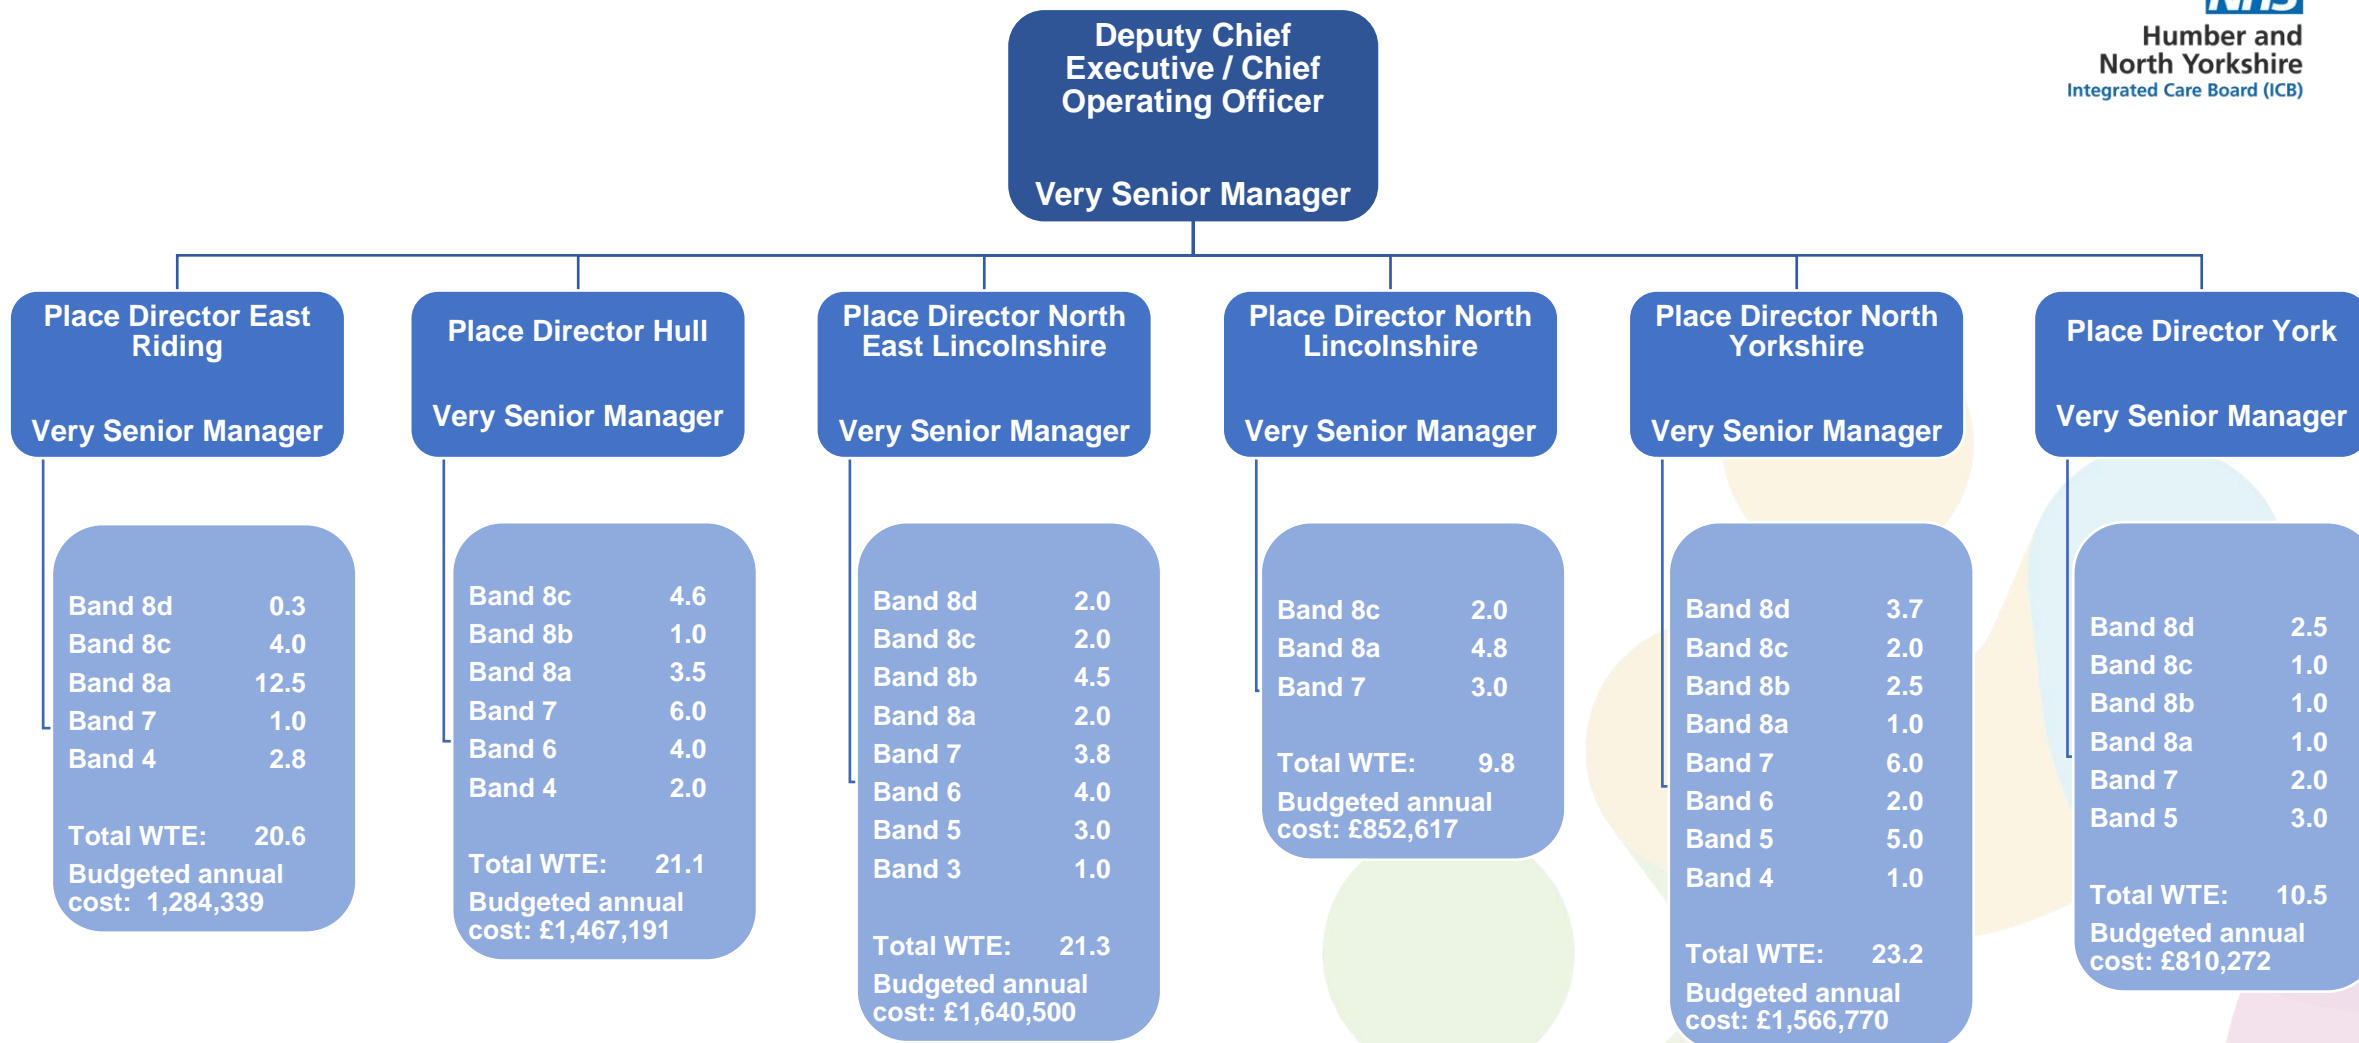 NHS
Humber and
North Yorkshire
Integrated Care Board (ICB)
Deputy Chief
Executive / Chief
Operating Officer
Very Senior Manager
Place Director East
Riding
Very Senior Manager
Band 8d 0.3
Band 8c 4.0
Band 8a 12.5
Band 7 1.0
Band 4 2.8
Total WTE: 20.6
Budgeted annual
cost: 1,284,339
Place Director Hull
Very Senior Manager
Band 8c 4.6
Band 8b 1.0
Band 8a 3.5
Band 7 6.0
Band 6 4.0
Band 4 2.0
Total WTE: 21.1
Budgeted annual
cost: £1,467,191
Place Director North
East Lincolnshire
Very Senior Manager
Band 8d 2.0
Band 8c 2.0
Band 8b 4.5
Band 8a 2.0
Band 7 3.8
Band 6 4.0
Band 5 3.0
Band 3 1.0
Total WTE: 21.3
Budgeted annual
cost: £1,640,500
Place Director North
Lincolnshire
Very Senior Manager
Band 8c 2.0
Band 8a 4.8
Band 7 3.0
Total WTE: 9.8
Budgeted annual
cost: £852,617
Place Director North
Yorkshire
Very Senior Manager
Band 8d 3.7
Band 8c 2.0
Band 8b 2.5
Band 8a 1.0
Band 7 6.0
Band 6 2.0
Band 5 5.0
Band 4 1.0
Total WTE: 23.2
Budgeted annual
cost: £1,566,770
Place Director York
Very Senior Manager
Band 8d 2.5
Band 8c 1.0
Band 8b 1.0
Band 8a 1.0
Band 7 2.0
Band 5 3.0
Total WTE: 10.5
Budgeted annual
cost: £810,272